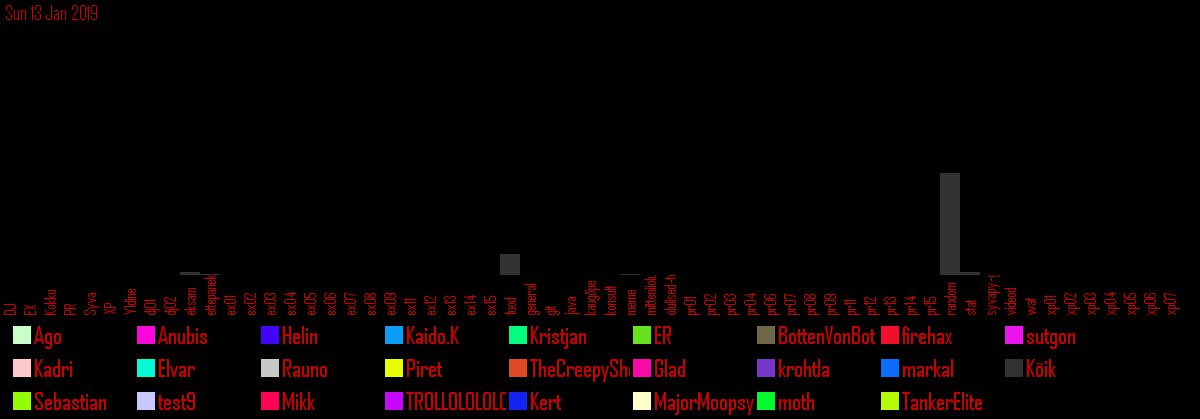 Sun 13 Jan 2019
DJ EX Kokku PR Syva XP Yldine dj01 dj02 eksam ettepanek ex01 ex02 ex03 ex04 ex05 ex06 ex07 ex08 ex09 ex11 ex12 ex13 ex14 ex15 food general git java kaugõpe konsult meme mitteniiol olulised-h pr01 pr02 pr03 pr04 pr06 pr07 pr08 pr09 pr11 pr12 pr13 pr14 pr15 random stat syvapy-t videod wat xp01 xp02 xp03 xp04 xp05 xp06 xp07
Ago Anubis Helin Kaido.K Kristjan ER BottenVonBot firehax sutgon
Kadri Elvar Rauno Piret TheCreepySh Glad krohtla markal Kõik
Sebastian test9 Mikk TROLLOLOLOLO Kert MajorMoopsy moth TankerElite